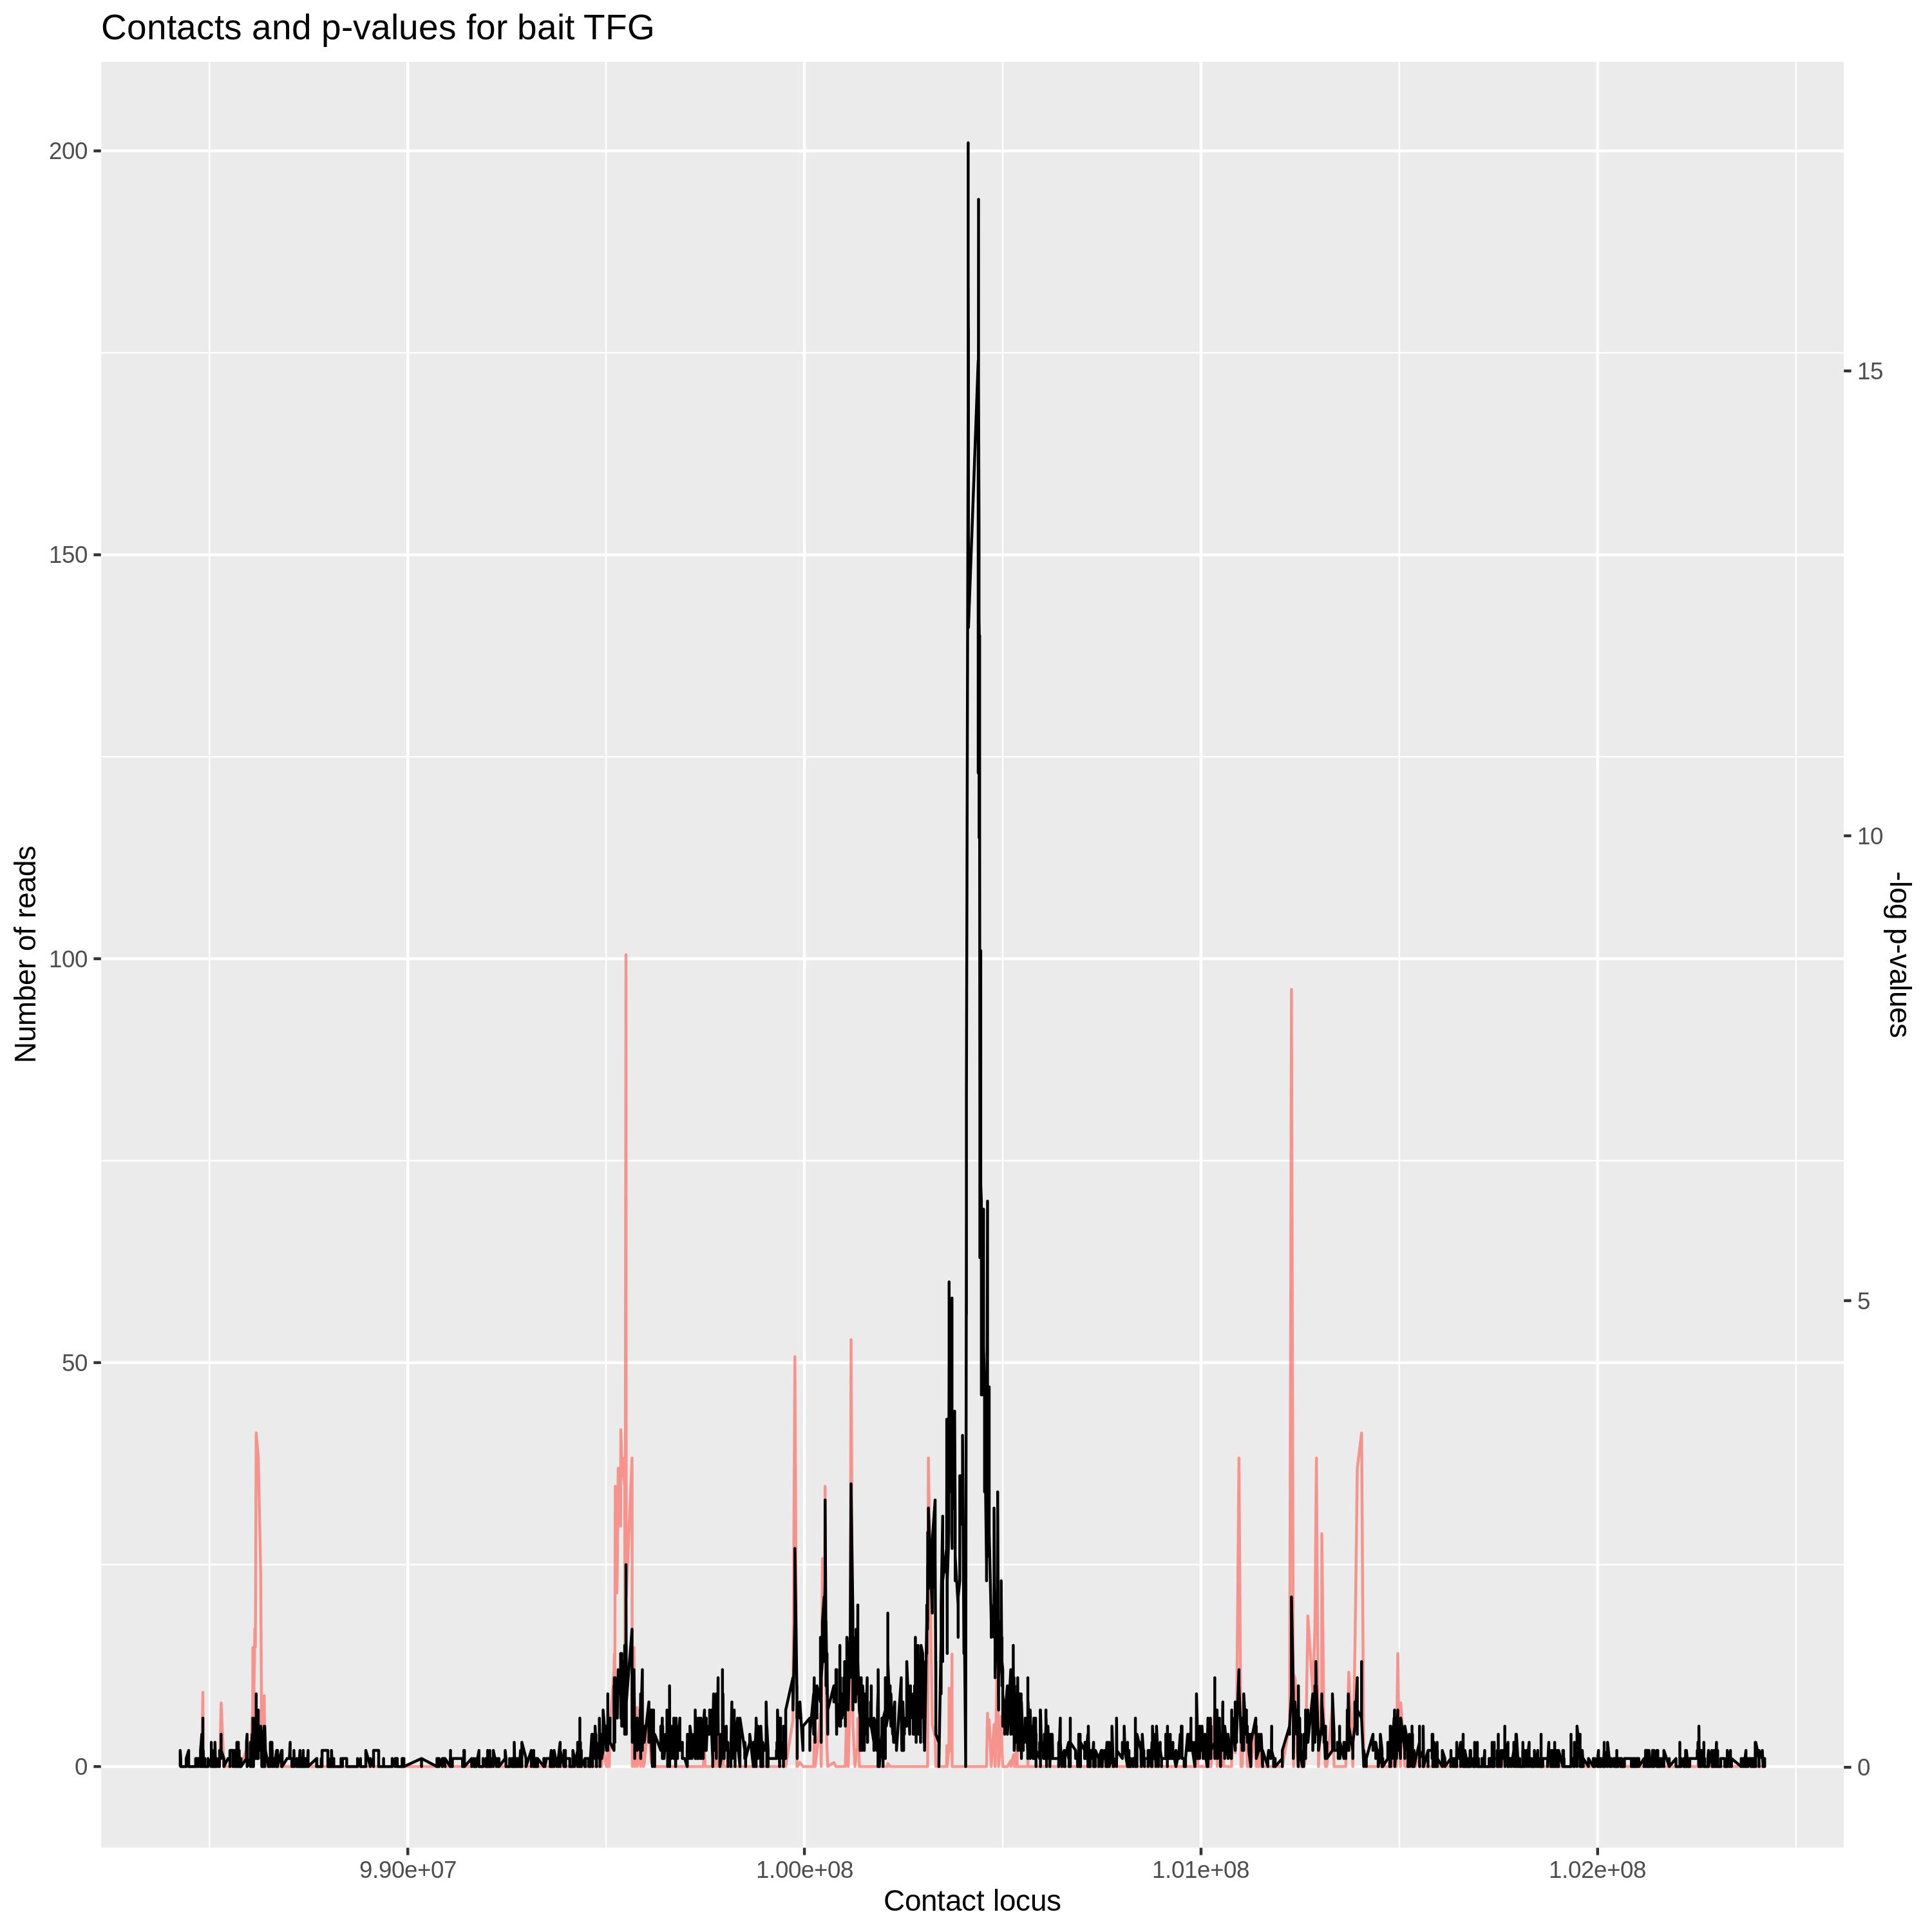 Contacts and p-values for bait TFG
200
150
100
50
0
15
10
5
0
Number of reads
-log p-values
9.90e+07
1.00e+08
1.01e+08
1.02e+08
Contact locus